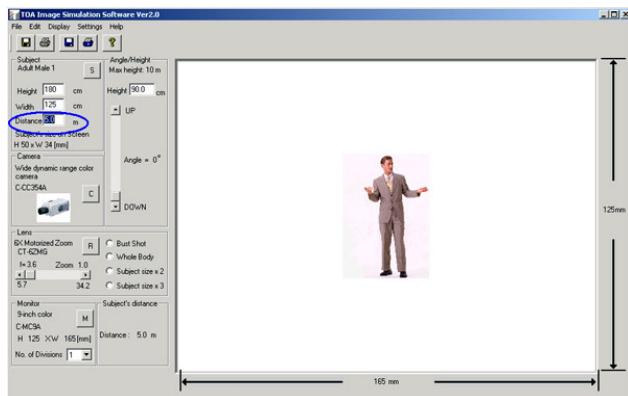 TOA Image Simulation Software Ver2.0
File Edit Display Settings Help
Subject
Adult Male 1
S
Height 180 cm
Width 125 cm
Distance 5.0 m
Subject's size on Screen
H 50 x W 34 [mm]
Angle/Height
Max height: 10 m
Height 90.0 cm
UP
Angle = 0°
DOWN
Camera
Wide dynamic range color
camera
C-CC354A
C
Lens
6X Motorized Zoom
CT-6ZMG
R
f=3.6 Zoom 1.0
5.7 34.2
Bust Shot
Whole Body
Subject size x 2
Subject size x 3
Monitor
9-inch color
C-MC9A
M
H 125 X W 165 [mm]
No. of Divisions 1
Subject's distance
Distance : 5.0 m
125mm
165 mm